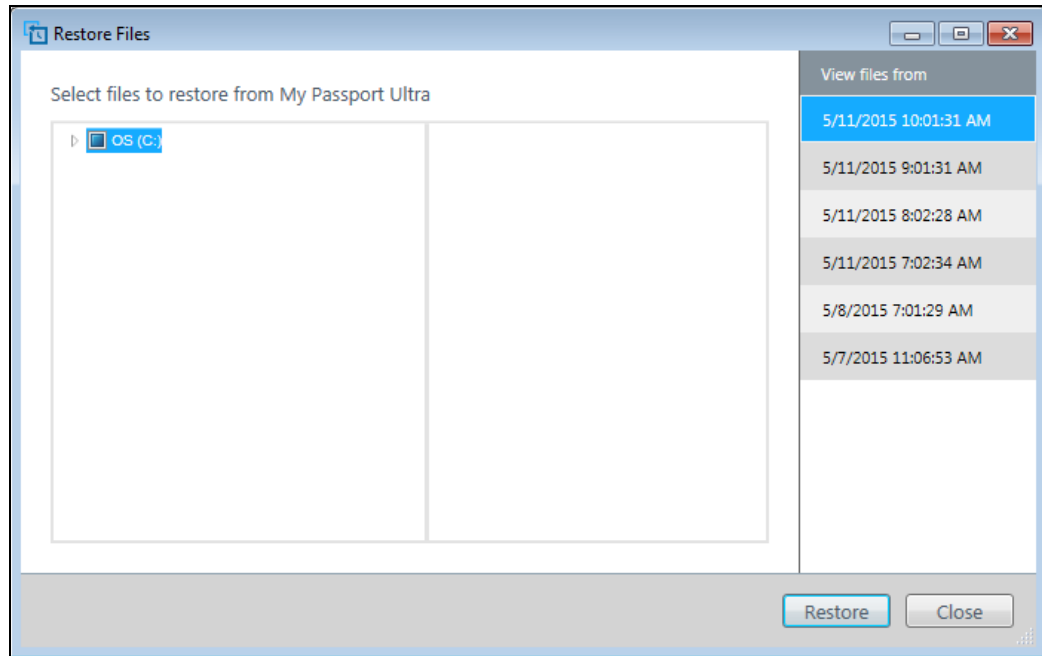 Restore Files
Select files to restore from My Passport Ultra
OS (C:)
View files from
5/11/2015 10:01:31 AM
5/11/2015 9:01:31 AM
5/11/2015 8:02:28 AM
5/11/2015 7:02:34 AM
5/8/2015 7:01:29 AM
5/7/2015 11:06:53 AM
Restore
Close